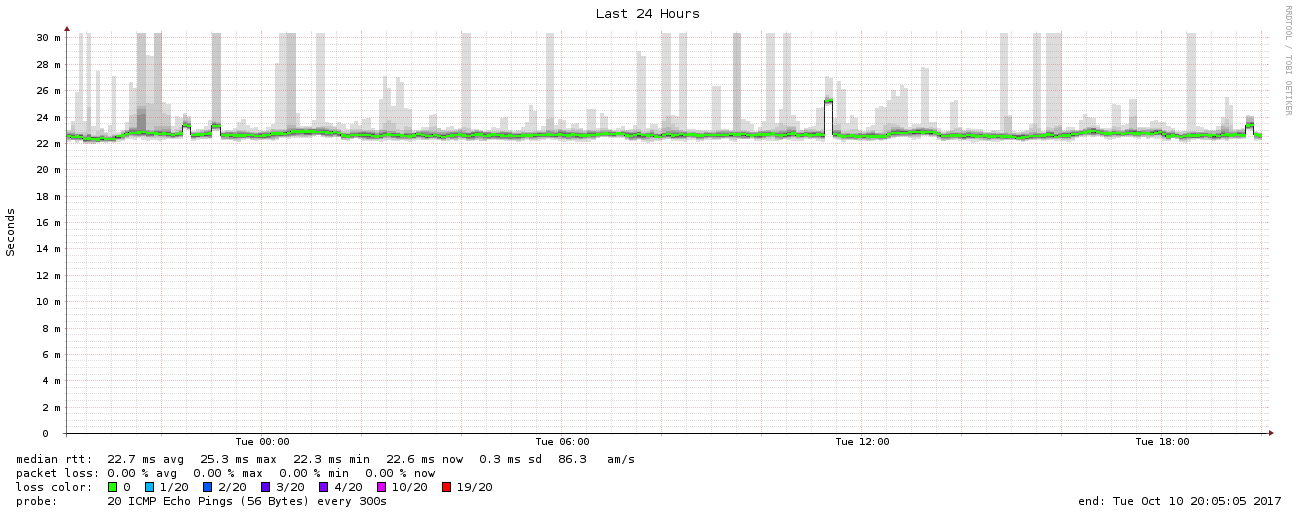 Last 24 Hours
RRDTOOL / TOBI OETIKER
Seconds
30 m
28 m
26 m
24 m
22 m
20 m
18 m
16 m
14 m
12 m
10 m
8 m
6 m
4 m
2 m
0
Tue 00:00 Tue 06:00 Tue 12:00 Tue 18:00
median rtt: 22.7 ms avg 25.3 ms max 22.3 ms min 22.6 ms now 0.3 ms sd 86.3 am/s
packet loss: 0.00 % avg 0.00 % max 0.00 % min 0.00 % now
loss color: 0 1/20 2/20 3/20 4/20 10/20 19/20
probe: 20 ICMP Echo Pings (56 Bytes) every 300s end: Tue Oct 10 20:05:05 2017